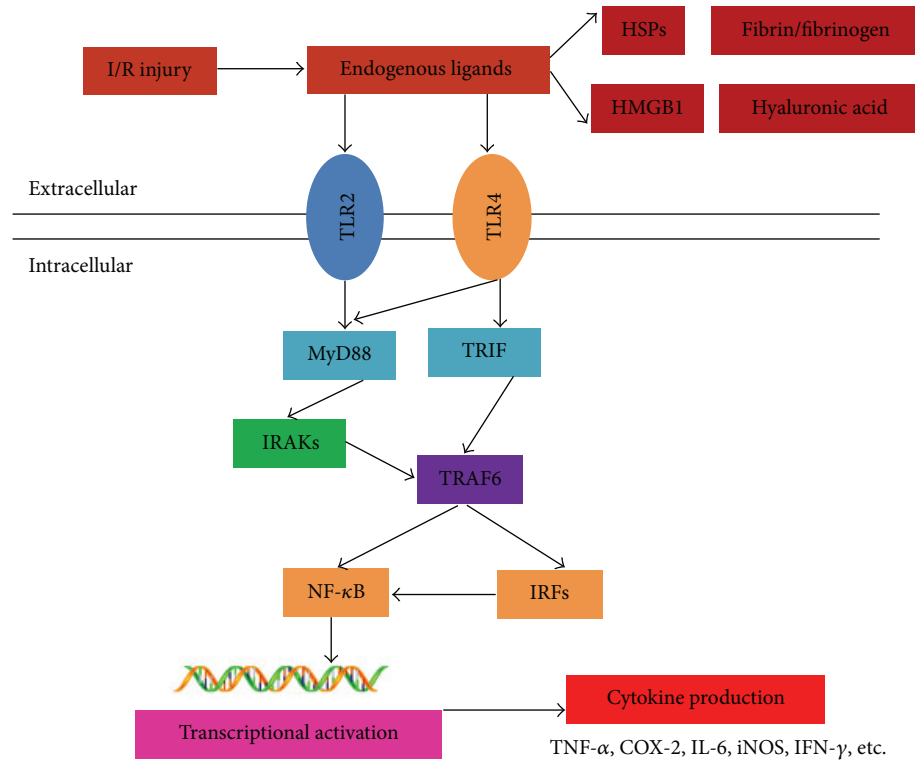 HSPs
Fibrin/fibrinogen
I/R injury
Endogenous ligands
HMGB1
Hyaluronic acid
Extracellular
TLR2
TLR4
Intracellular
MyD88
TRIF
IRAKs
TRAF6
NF-κB
IRFs
Transcriptional activation
Cytokine production
TNF-α, COX-2, IL-6, iNOS, IFN-γ, etc.